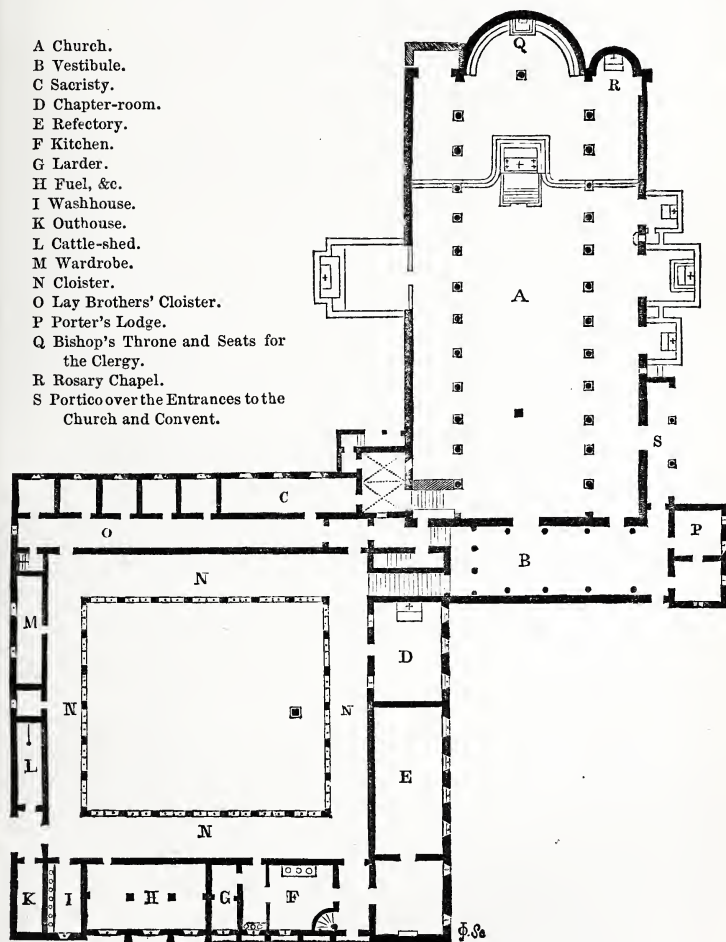 A Church.
B Vestibule.
C Sacristy.
D Chapter-room.
E Refectory.
F Kitchen.
G Larder.
H Fuel, &c.
I Washhouse.
K Outhouse.
L Cattle-shed.
M Wardrobe.
N Cloister.
O Lay Brothers' Cloister.
P Porter's Lodge.
Q Bishop's Throne and Seats for
the Clergy.
R Rosary Chapel.
S Portico over the Entrances to the
Church and Convent.
Q
R
A
S
C
O
B
P
N
M
D
N
N
L
E
N
K
I
H
G
F